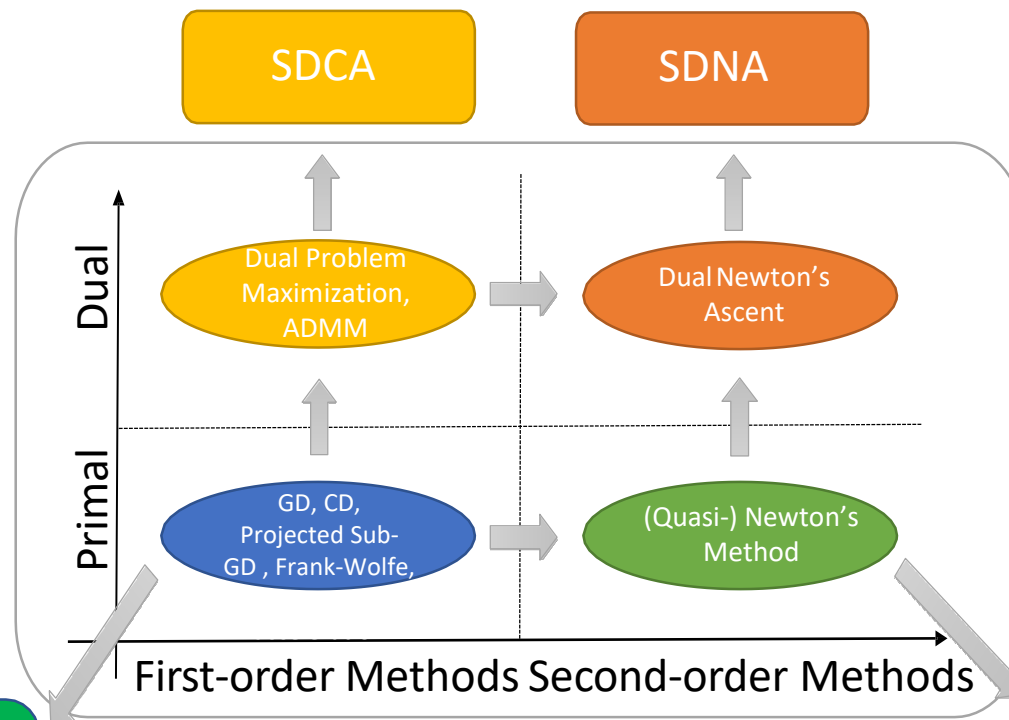 SDCA
SDNA
Dual
Dual Problem
Maximization,
ADMM
Dual Newton's
Ascent
Primal
GD, CD,
Projected Sub-
GD , Frank-Wolfe,
(Quasi-) Newton's
Method
First-order Methods Second-order Methods